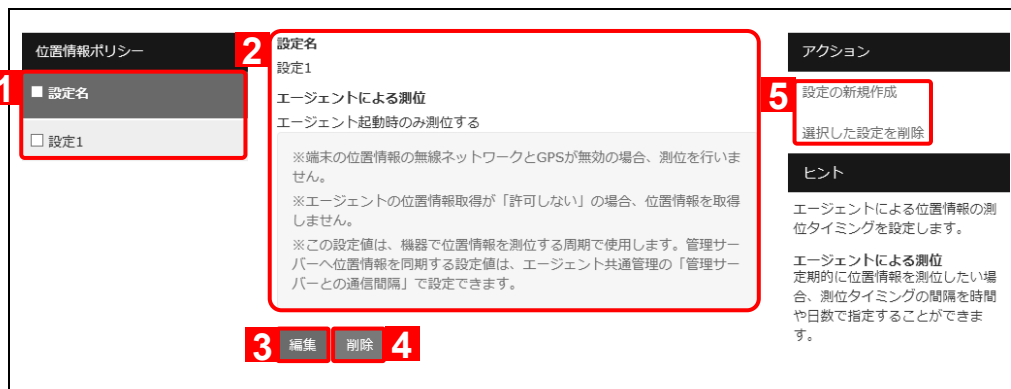 位置情報ポリシー
1
■ 設定名
設定1
2
設定名
設定1
エージェントによる測位
エージェント起動時のみ測位する
※端末の位置情報の無線ネットワークとGPSが無効の場合、測位を行いま
せん。
※エージェントの位置情報取得が「許可しない」の場合、位置情報を取得
しません。
※この設定値は、機器で位置情報を測位する周期で使用します。管理サー
バーへ位置情報を同期する設定値は、エージェント共通管理の「管理サー
バーとの通信間隔」で設定できます。
3
編集
削除
4
アクション
5
設定の新規作成
選択した設定を削除
ヒント
エージェントによる位置情報の測
位タイミングを設定します。
エージェントによる測位
定期的に位置情報を測位したい場
合、測位タイミングの間隔を時間
や日数で指定することができま
す。